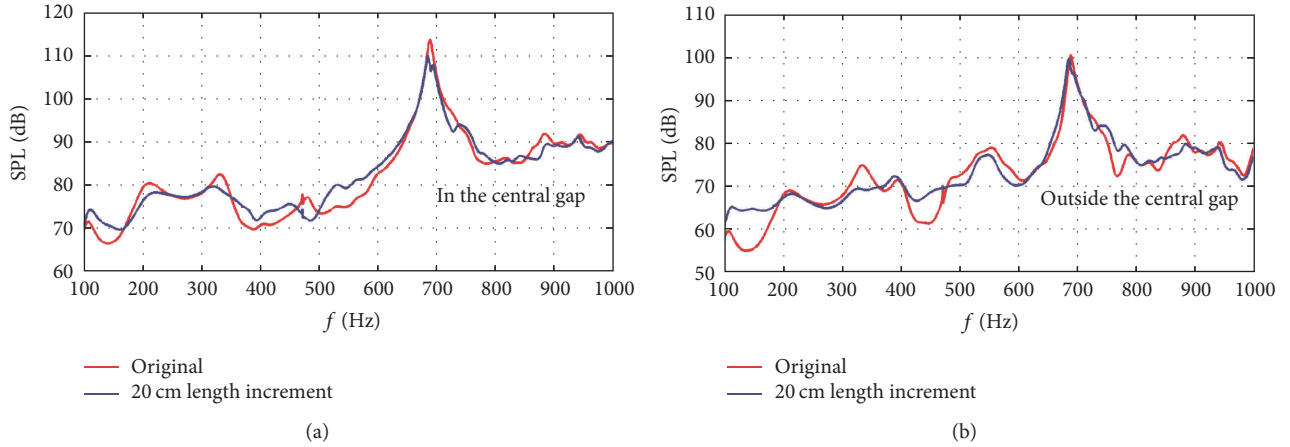 120
110
100
90
80
70
60
SPL (dB)
In the central gap
100 200 300 400 500 600 700 800 900 1000
f (Hz)
Original
20 cm length increment
(a)
110
100
90
80
70
60
50
SPL (dB)
Outside the central gap
100 200 300 400 500 600 700 800 900 1000
f (Hz)
Original
20 cm length increment
(b)